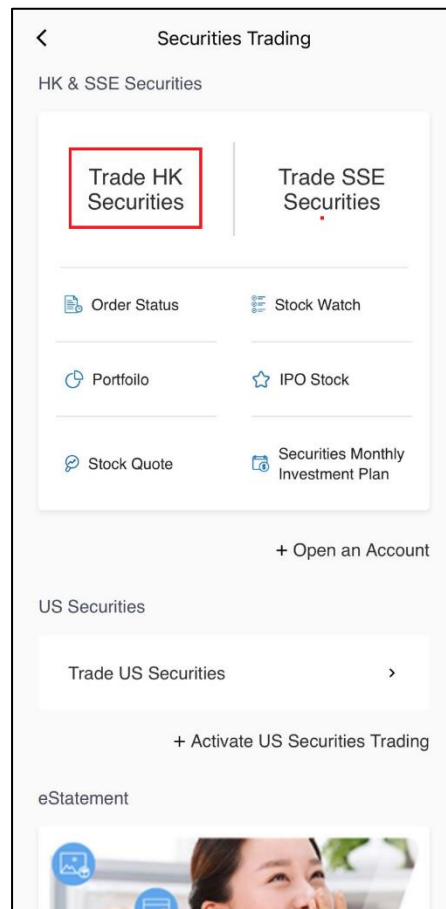 Securities Trading
HK & SSE Securities
Trade HK
Securities
Trade SSE
Securities
Order Status
Stock Watch
Portfoilo
IPO Stock
Stock Quote
Securities Monthly
Investment Plan
+ Open an Account
US Securities
Trade US Securities
+ Activate US Securities Trading
eStatement